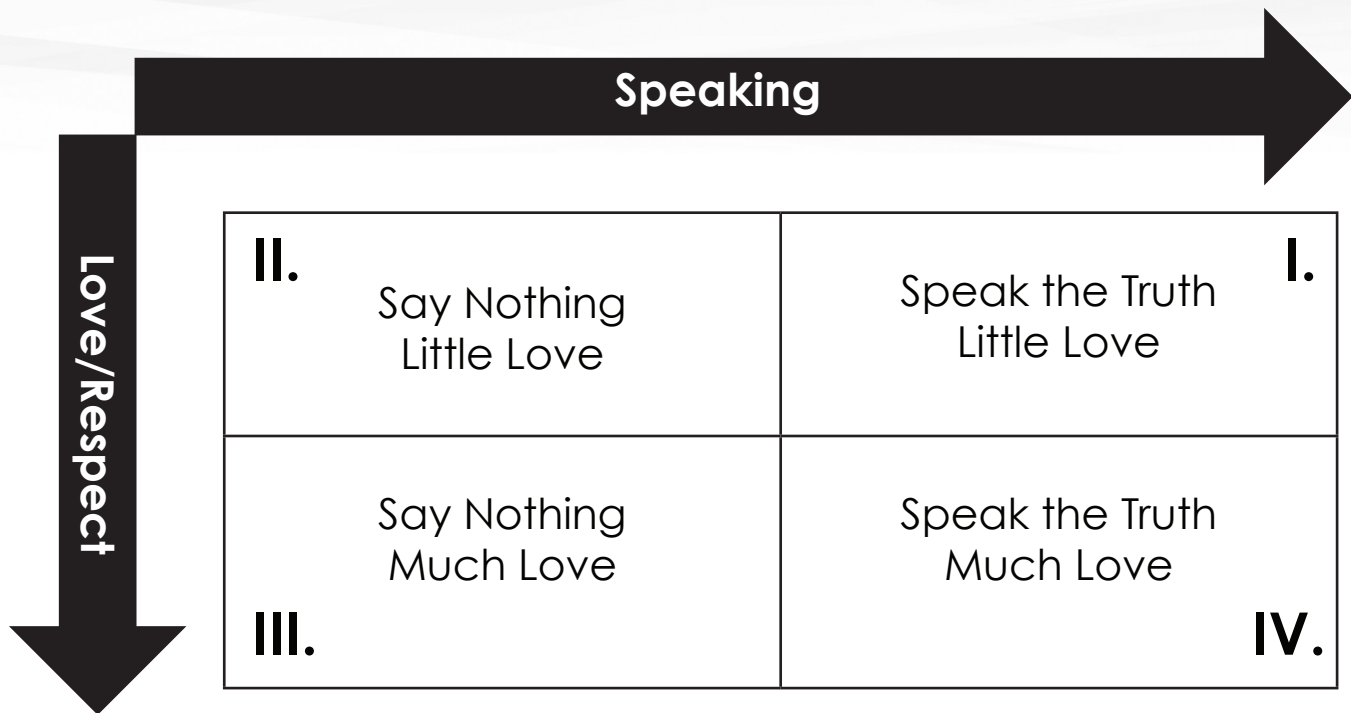 Speaking
Love/Respect
II.
Say Nothing
Little Love
I.
Speak the Truth
Little Love
Say Nothing
Much Love
III.
Speak the Truth
Much Love
IV.